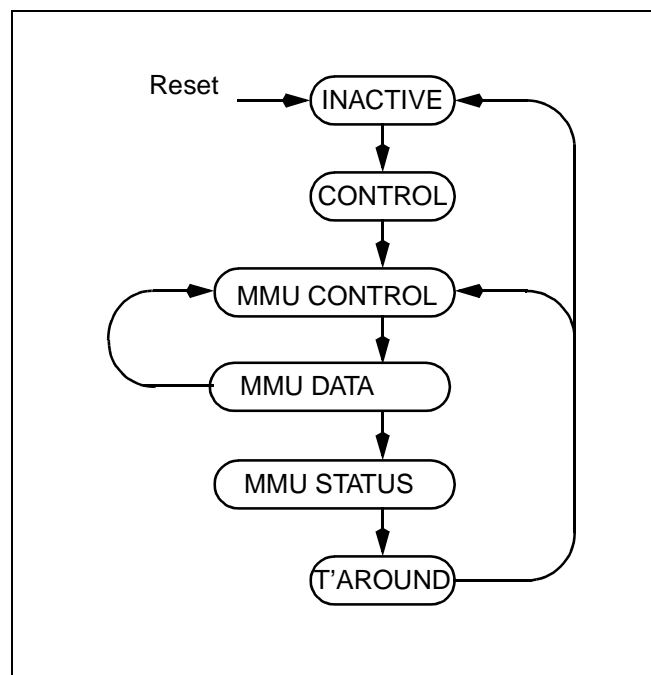 Reset
INACTIVE
CONTROL
MMU CONTROL
MMU DATA
MMU STATUS
T’AROUND